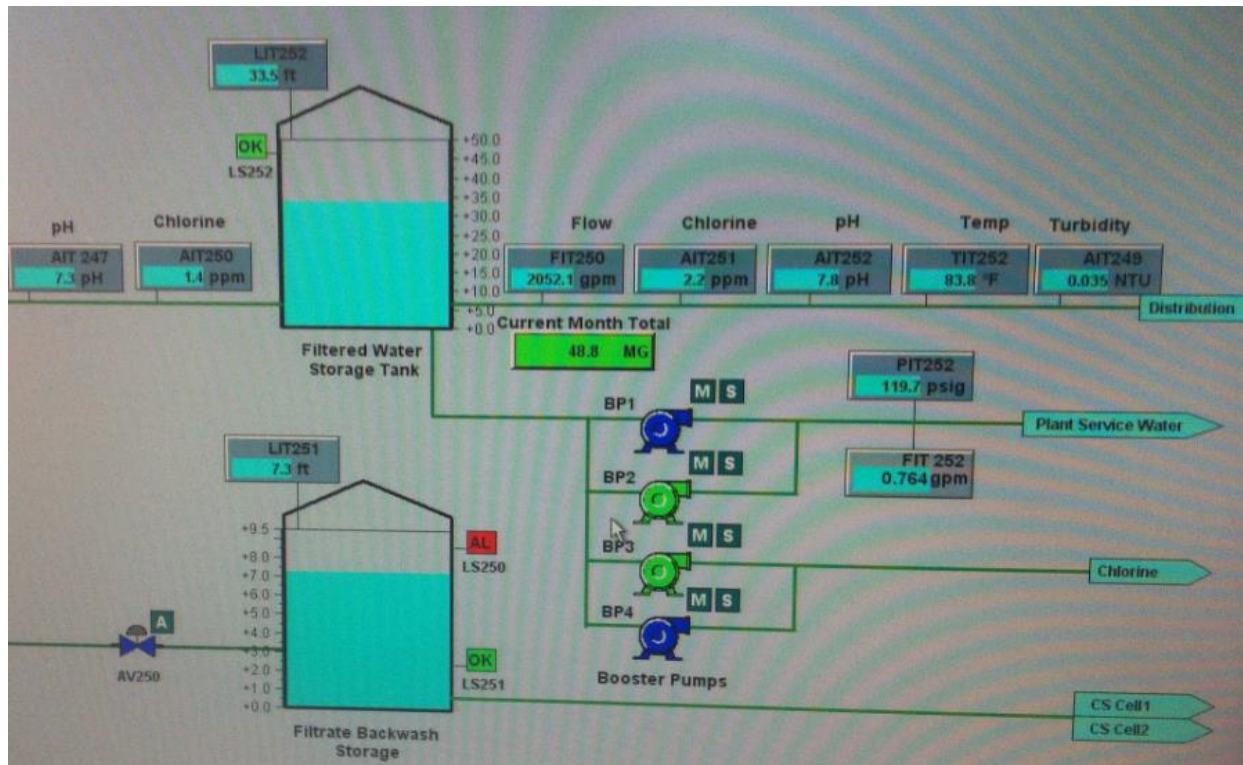 LIT252
33.5 ft
OK
LS252
+50.0
+45.0
+40.0
+35.0
+30.0
+25.0
+20.0
+15.0
+10.0
+5.0
+0.0
pH
AIT 247
7.3 pH
Chlorine
AIT250
1.4 ppm
Flow
FIT250
2052.1 gpm
Chlorine
AIT251
2.2 ppm
pH
AIT252
7.8 pH
Temp
TIT252
83.8 °F
Turbidity
AIT249
0.035 NTU
Distribution
Filtered Water
Storage Tank
Current Month Total
48.8 MG
PIT252
119.7 psig
BP1
M S
Plant Service Water
FIT 252
0.764 gpm
BP2
M S
BP3
M S
Chlorine
BP4
M S
Booster Pumps
LIT251
7.3 ft
+9.5
+8.0
+7.0
+6.0
+5.0
+4.0
+3.0
+2.0
+1.0
+0.0
AL
LS250
A
AV250
OK
LS251
CS Cell1
CS Cell2
Filtrate Backwash
Storage